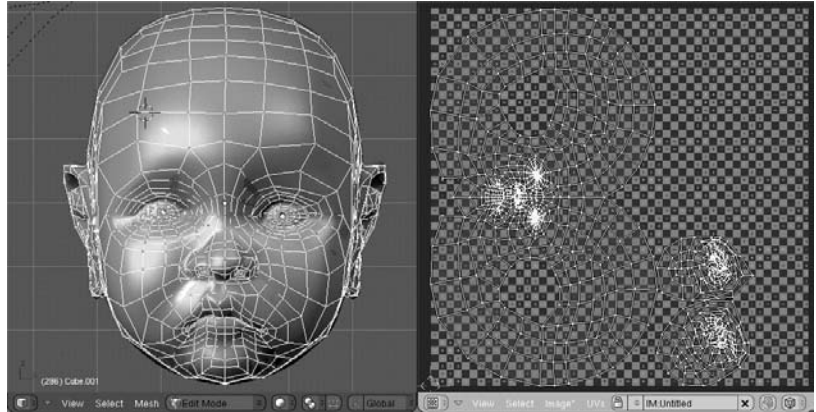 (296) Cube.001
View Select Mesh Edit Mode Global
View Select Image* UVs IM:Untitled